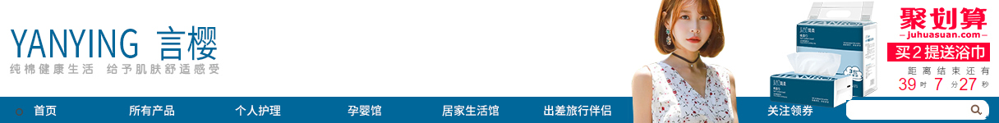 YANYING 言樱
纯棉健康生活 给予肌肤舒适感受
聚划算
juhuasuan.com
买2提送浴巾
距离结束还有
39时7分27秒
首页 所有产品 个人护理 孕婴馆 居家生活馆 出差旅行伴侣 关注领券